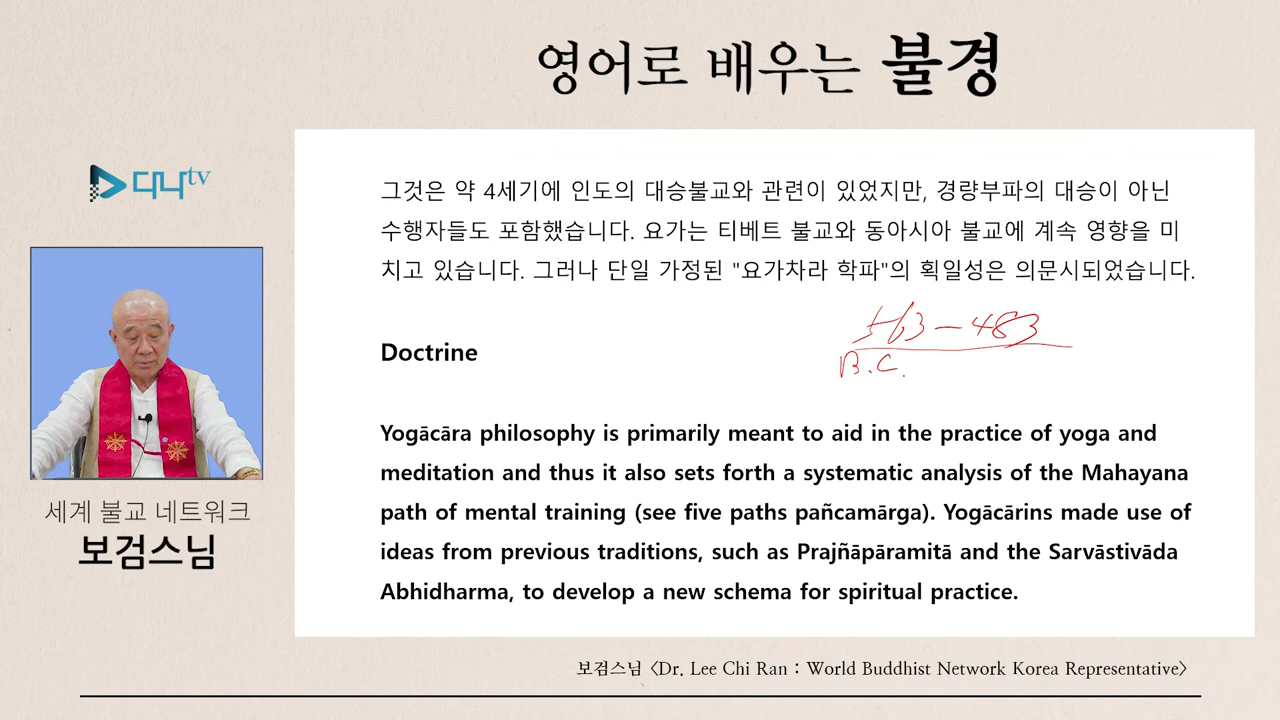 영어로 배우는 불경
디나tv
그것은 약 4세기에 인도의 대승불교와 관련이 있었지만, 경량부파의 대승이 아닌
수행자들도 포함했습니다. 요가는 티베트 불교와 동아시아 불교에 계속 영향을 미
치고 있습니다. 그러나 단일 가정된 "요가차라 학파"의 획일성은 의문시되었습니다.
563-483
B.C.
Doctrine
Yogācāra philosophy is primarily meant to aid in the practice of yoga and
meditation and thus it also sets forth a systematic analysis of the Mahayana
path of mental training (see five paths pañcamārga). Yogācārins made use of
ideas from previous traditions, such as Prajñāpāramitā and the Sarvāstivāda
Abhidharma, to develop a new schema for spiritual practice.
세계 불교 네트워크
보검스님
보검스님 <Dr. Lee Chi Ran : World Buddhist Network Korea Representative>